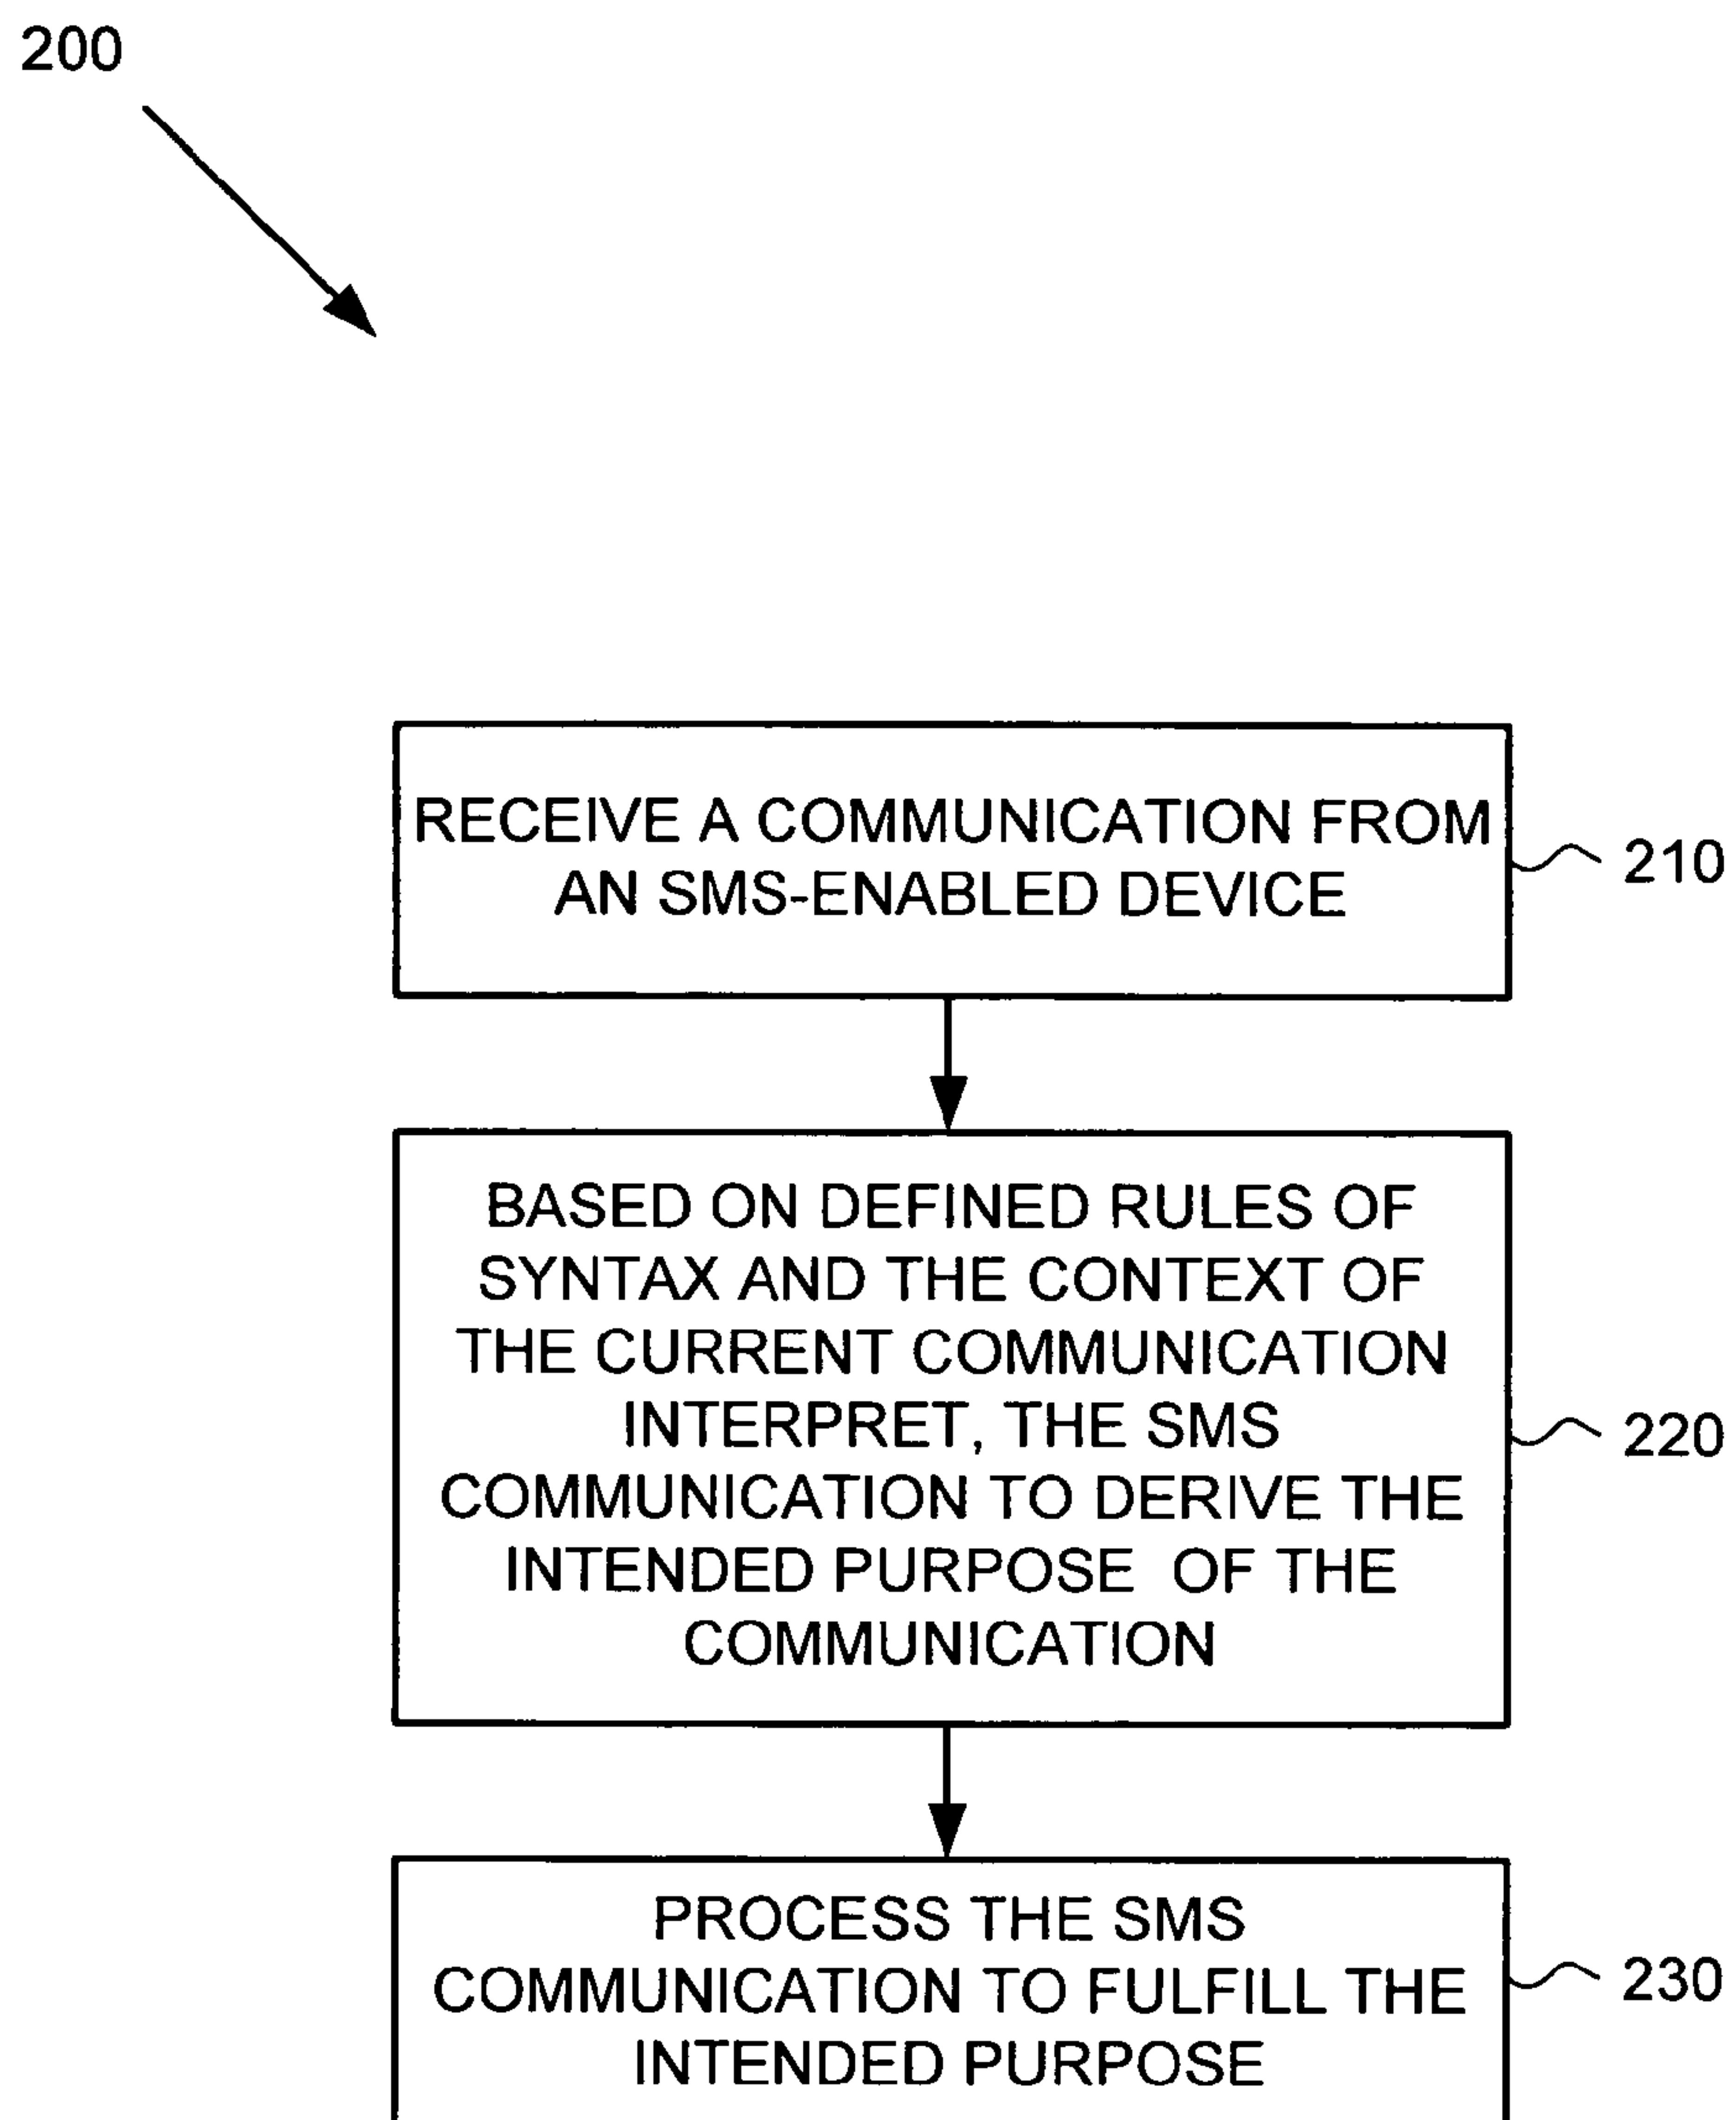 200
RECEIVE A COMMUNICATION FROM
AN SMS-ENABLED DEVICE
210
BASED ON DEFINED RULES OF
SYNTAX AND THE CONTEXT OF
THE CURRENT COMMUNICATION
INTERPRET, THE SMS
COMMUNICATION TO DERIVE THE
INTENDED PURPOSE OF THE
COMMUNICATION
220
PROCESS THE SMS
COMMUNICATION TO FULFILL THE
INTENDED PURPOSE
230